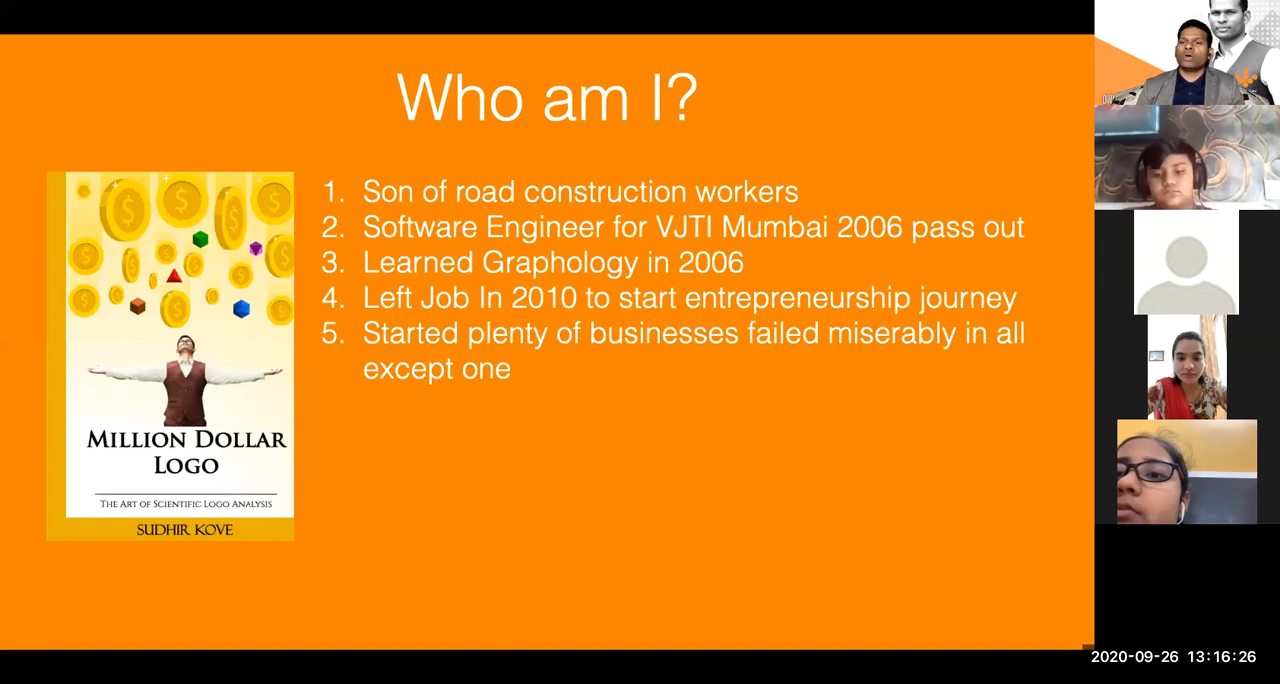 Who am I?
1. Son of road construction workers
2. Software Engineer for VJTI Mumbai 2006 pass out
3. Learned Graphology in 2006
4. Left Job In 2010 to start entrepreneurship journey
5. Started plenty of businesses failed miserably in all
except one
MILLION DOLLAR
LOGO
THE ART OF SCIENTIFIC LOGO ANALYSIS
SUDHIR KOVE
2020-09-26 13:16:26